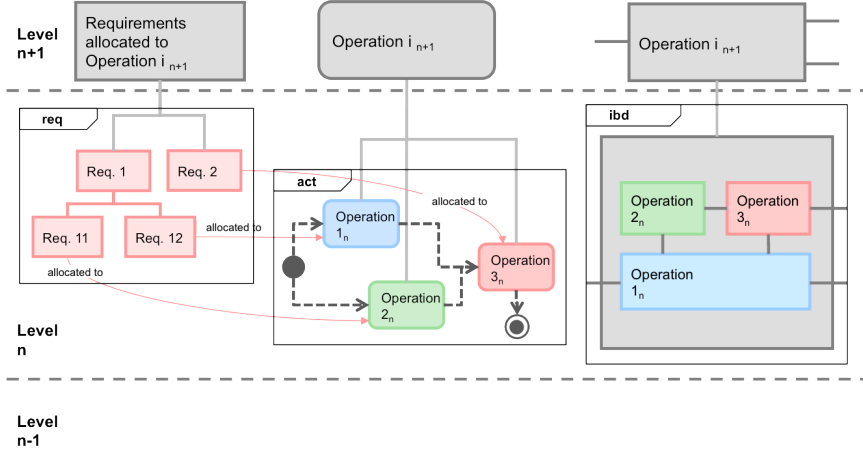 Level
n+1
Requirements
allocated to
Operation i n+1
Operation i n+1
Operation i n+1
req
Req. 1
Req. 2
Req. 11
Req. 12
allocated to
allocated to
allocated to
act
Operation
1n
Operation
2n
Operation
3n
ibd
Operation
2n
Operation
3n
Operation
1n
Level
n
Level
n-1